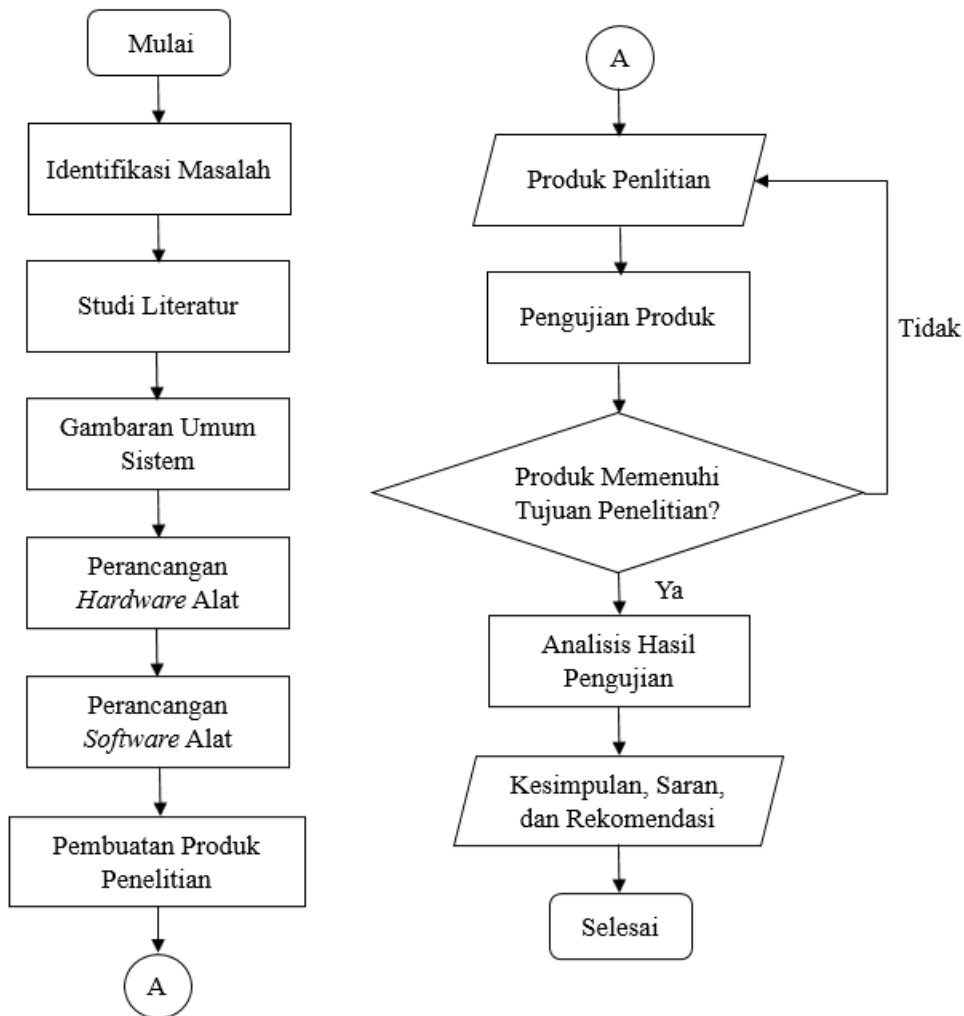 Mulai
Identifikasi Masalah
Studi Literatur
Gambaran Umum
Sistem
Perancangan
Hardware Alat
Perancangan
Software Alat
Pembuatan Produk
Penelitian
A
A
Produk Penlitian
Pengujian Produk
Tidak
Produk Memenuhi
Tujuan Penelitian?
Ya
Analisis Hasil
Pengujian
Kesimpulan, Saran,
dan Rekomendasi
Selesai